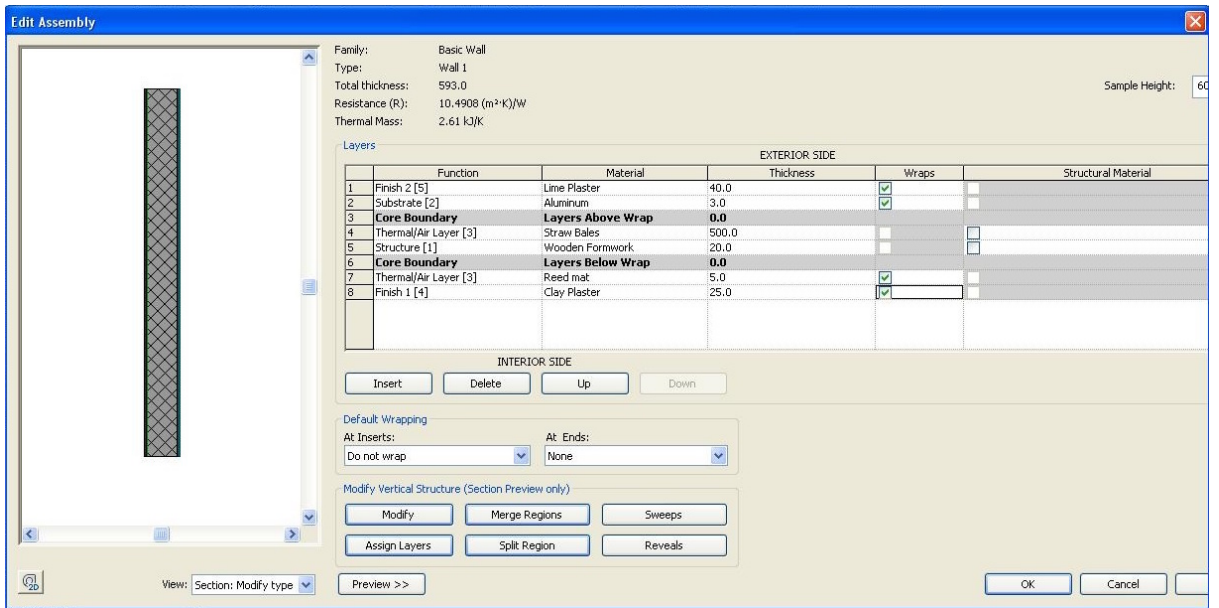 Edit Assembly
Family: Basic Wall
Type: Wall 1
Total thickness: 593.0
Resistance (R): 10.4908 (m²·K)/W
Thermal Mass: 2.61 kJ/K
Sample Height: 60
Layers
EXTERIOR SIDE
Function Material Thickness Wraps Structural Material
1 Finish 2 [5] Lime Plaster 40.0
2 Substrate [2] Aluminum 3.0
3 Core Boundary Layers Above Wrap 0.0
4 Thermal/Air Layer [3] Straw Bales 500.0
5 Structure [1] Wooden Formwork 20.0
6 Core Boundary Layers Below Wrap 0.0
7 Thermal/Air Layer [3] Reed mat 5.0
8 Finish 1 [4] Clay Plaster 25.0
INTERIOR SIDE
Insert Delete Up Down
Default Wrapping
At Inserts: At Ends:
Do not wrap None
Modify Vertical Structure (Section Preview only)
Modify Merge Regions Sweeps
Assign Layers Split Region Reveals
2D View: Section: Modify type Preview >> OK Cancel